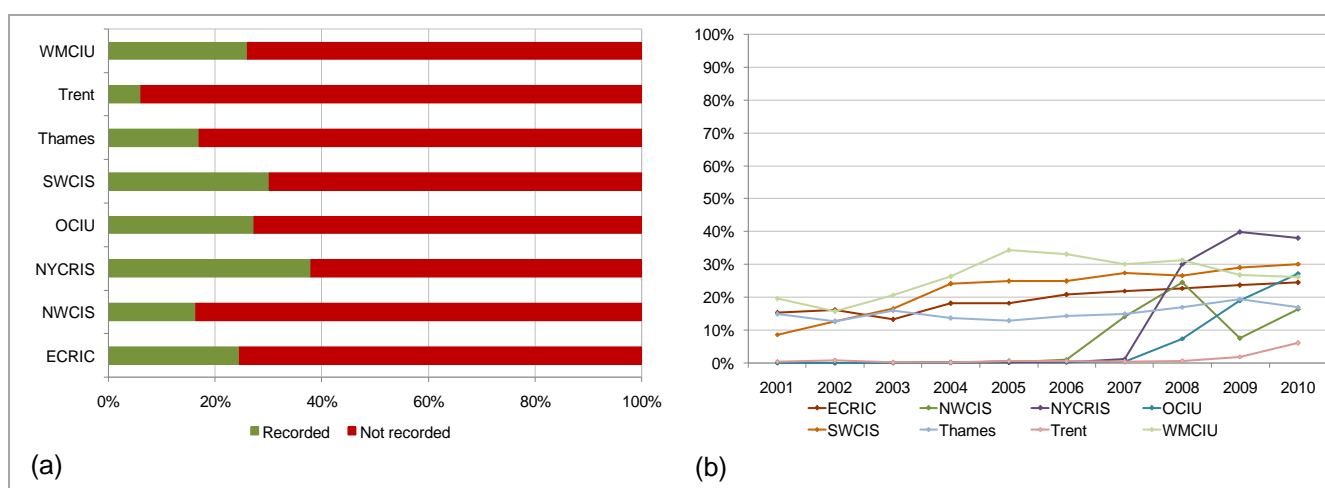 WMCIU
Trent
Thames
SWCIS
OCIU
NYCRIS
NWCIS
ECRIC
0% 20% 40% 60% 80% 100%
Recorded Not recorded
(a)
100%
90%
80%
70%
60%
50%
40%
30%
20%
10%
0%
2001 2002 2003 2004 2005 2006 2007 2008 2009 2010
ECRIC NWCIS NYCRIS OCIU
SWCIS Thames Trent WMCIU
(b)